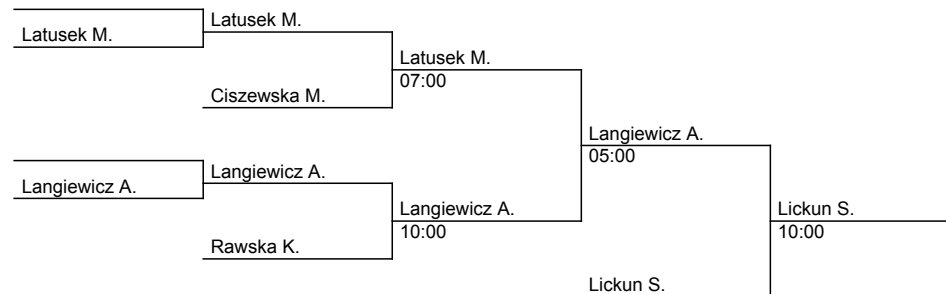 Latusek M.
Latusek M.
Ciszewska M.
Latusek M.
07:00
Langiewicz A.
Langiewicz A.
Rawska K.
Langiewicz A.
10:00
Langiewicz A.
05:00
Lickun S.
Lickun S.
10:00